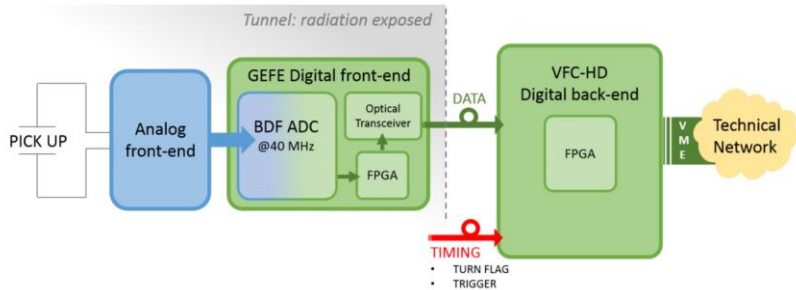 Tunnel: radiation exposed
PICK UP
Analog
front-end
GEFE Digital front-end
BDF ADC
@40 MHz
Optical
Transceiver
FPGA
DATA
VFC-HD
Digital back-end
FPGA
V
M
E
Technical
Network
TIMING
• TURN FLAG
• TRIGGER